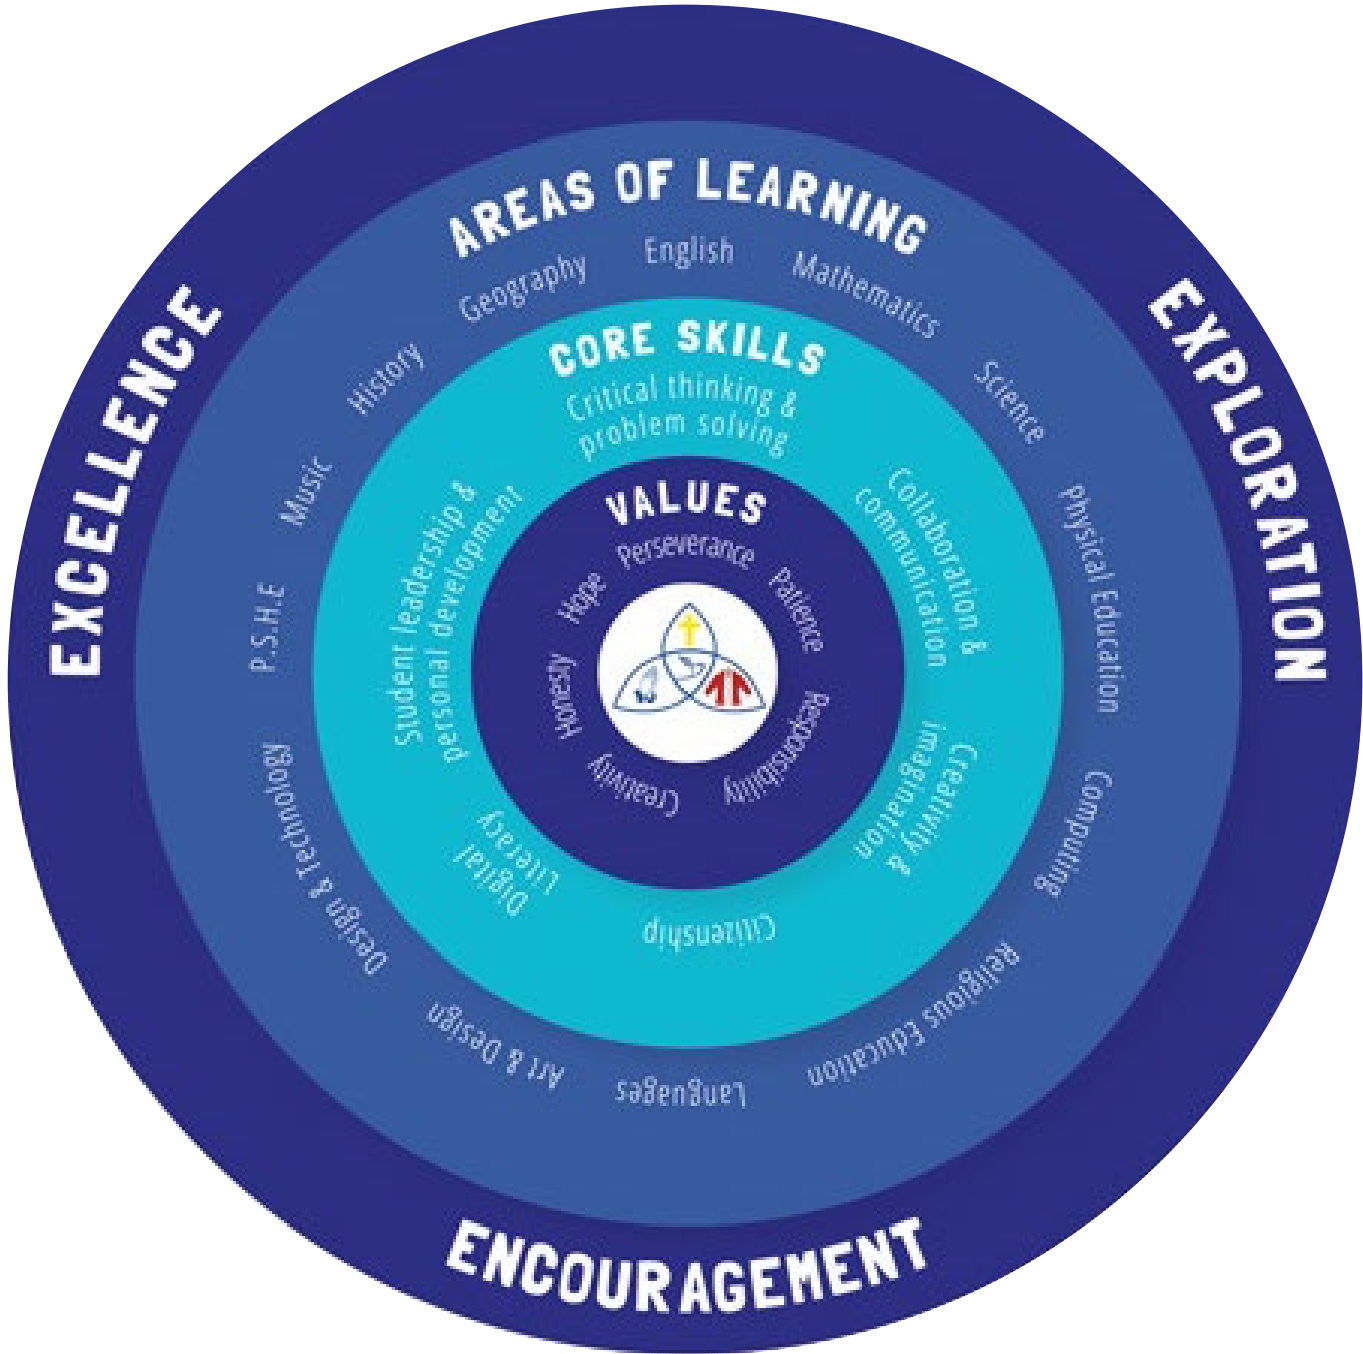 EXCELLENCE
EXPLORATION
ENCOURAGEMENT
AREAS OF LEARNING
English
Mathematics
Science
Physical Education
Computing
Religious Education
Languages
Art & Design
Design & Technology
P.S.H.E
Music
History
Geography
CORE SKILLS
Critical thinking &
problem solving
Collaboration &
communication
Creativity &
imagination
Citizenship
Digital
Literacy
Student leadership &
personal development
VALUES
Perseverance
Patience
Responsibility
Creativity
Honesty
Hope